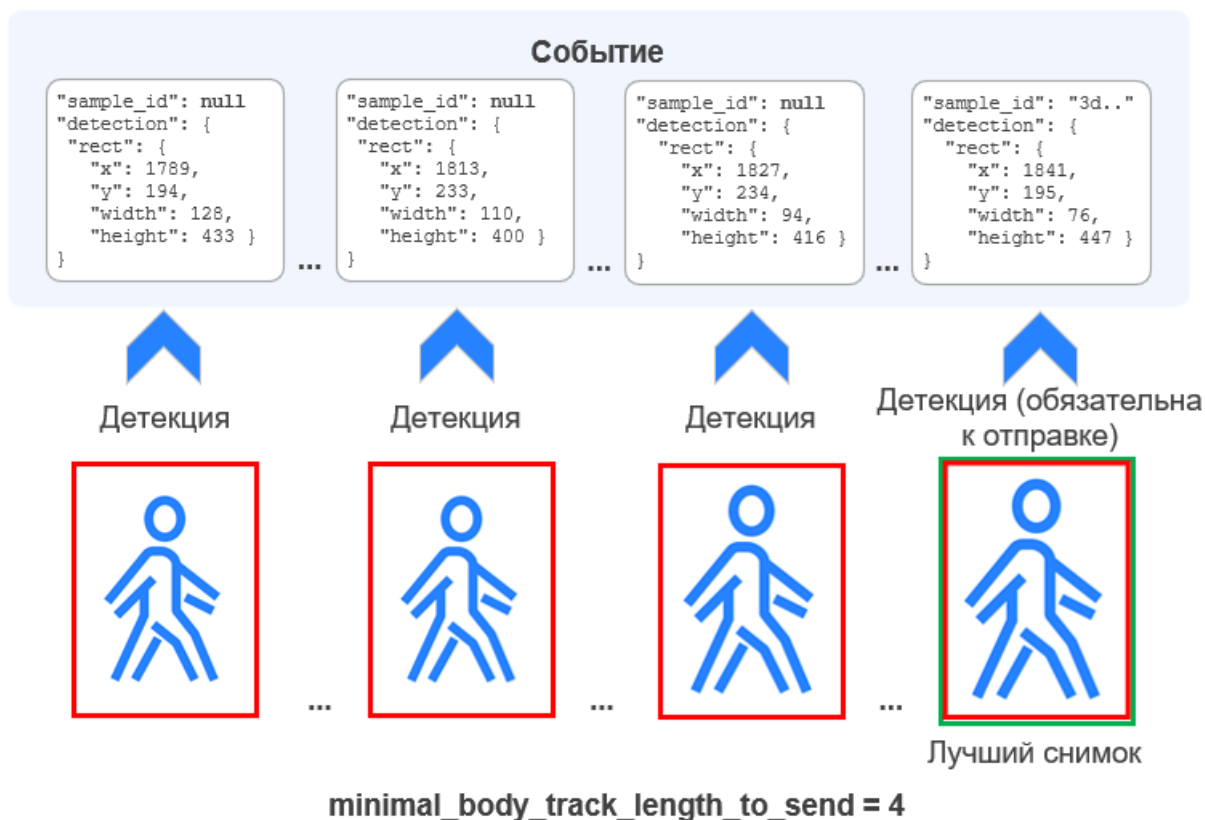 Событие
"sample_id": null
"detection": {
"rect": {
"x": 1789,
"y": 194,
"width": 128,
"height": 433 }
}
...
"sample_id": null
"detection": {
"rect": {
"x": 1813,
"y": 233,
"width": 110,
"height": 400 }
}
...
"sample_id": null
"detection": {
"rect": {
"x": 1827,
"y": 234,
"width": 94,
"height": 416 }
}
...
"sample_id": "3d.."
"detection": {
"rect": {
"x": 1841,
"y": 195,
"width": 76,
"height": 447 }
}
Детекция
Детекция
Детекция
Детекция (обязательна
к отправке)
...
...
...
Лучший снимок
minimal_body_track_length_to_send = 4